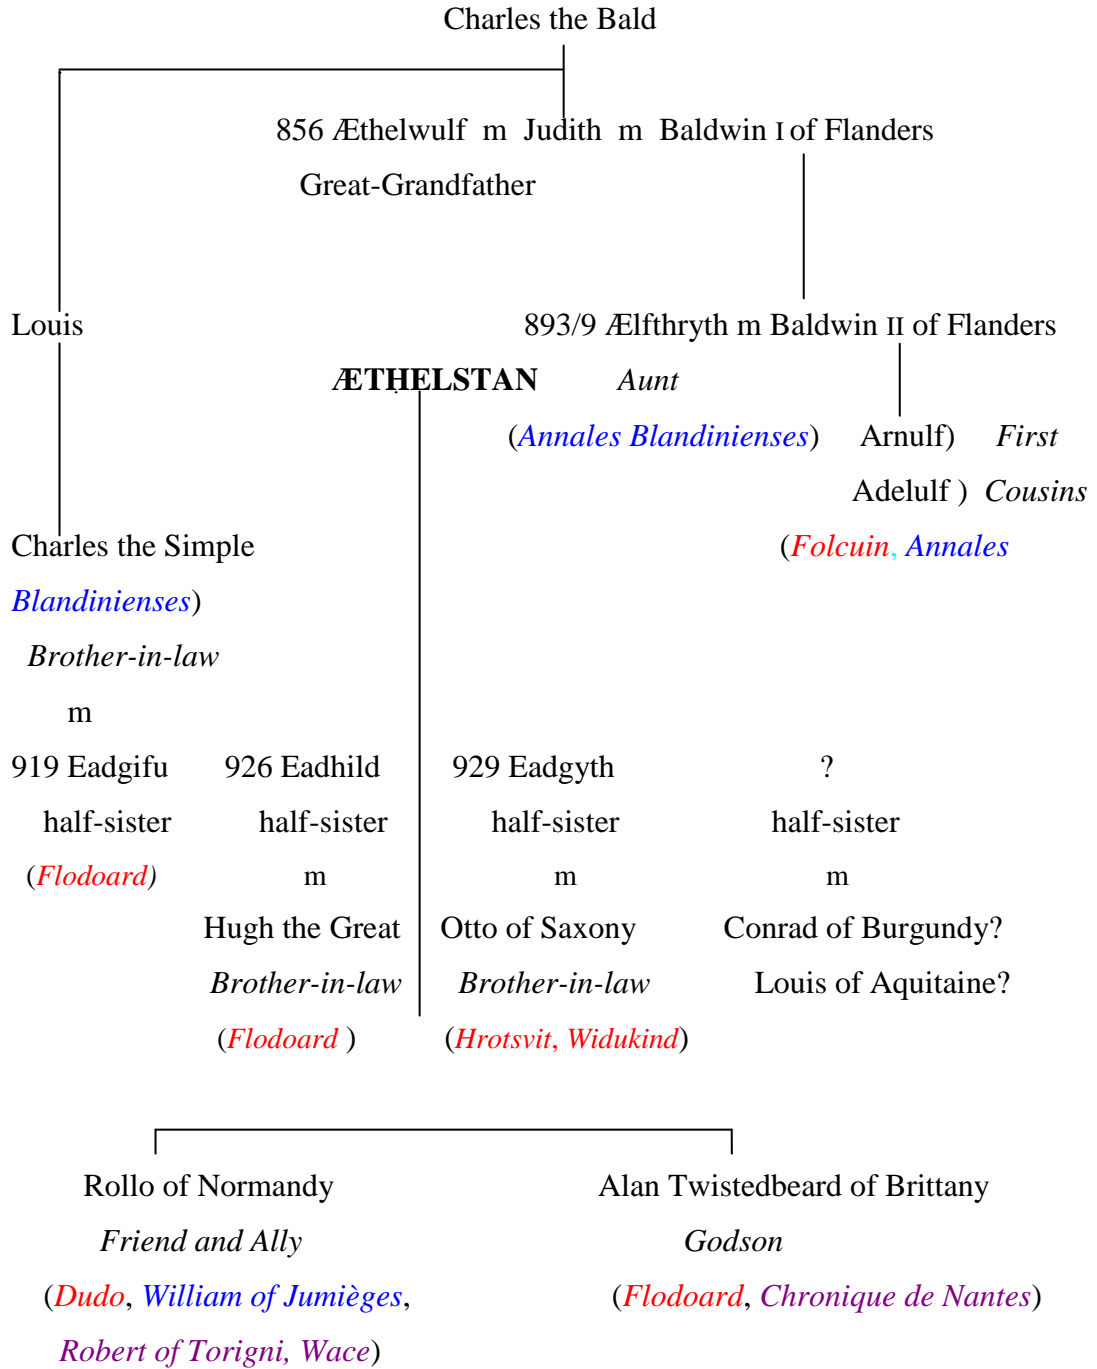 Charles the Bald
856 Æthelwulf m Judith m Baldwin I of Flanders
Great-Grandfather
Louis 893/9 Ælfthryth m Baldwin II of Flanders
ÆTHELSTAN Aunt
(Annales Blandinienses) Arnulf) First
Adelulf ) Cousins
Charles the Simple (Folcuin, Annales
Blandinienses)
Brother-in-law
m
919 Eadgifu 926 Eadhild 929 Eadgyth ?
half-sister half-sister half-sister half-sister
(Flodoard) m m m
Hugh the Great Otto of Saxony Conrad of Burgundy?
Brother-in-law Brother-in-law Louis of Aquitaine?
(Flodoard ) (Hrotsvit, Widukind)
Rollo of Normandy Alan Twistedbeard of Brittany
Friend and Ally Godson
(Dudo, William of Jumièges, (Flodoard, Chronique de Nantes)
Robert of Torigni, Wace)